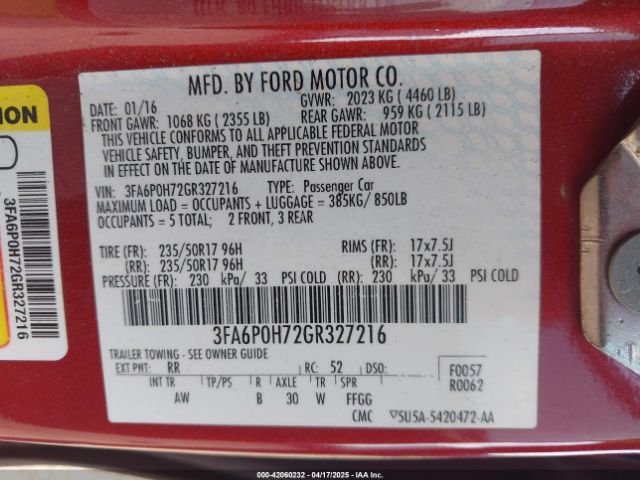 MFD. BY FORD MOTOR CO.
DATE: 01/16 GVWR: 2023 KG ( 4460 LB)
FRONT GAWR: 1068 KG ( 2355 LB) REAR GAWR: 959 KG ( 2115 LB)
THIS VEHICLE CONFORMS TO ALL APPLICABLE FEDERAL MOTOR
VEHICLE SAFETY, BUMPER, AND THEFT PREVENTION STANDARDS
IN EFFECT ON THE DATE OF MANUFACTURE SHOWN ABOVE.
VIN: 3FA6P0H72GR327216 TYPE: Passenger Car
MAXIMUM LOAD = OCCUPANTS + LUGGAGE = 385KG/ 850LB
OCCUPANTS = 5 TOTAL; 2 FRONT, 3 REAR
TIRE (FR): 235/50R17 96H RIMS (FR): 17x7.5J
(RR): 235/50R17 96H (RR): 17x7.5J
PRESSURE (FR): 230 kPa/ 33 PSI COLD (RR): 230 kPa/ 33 PSI COLD
3FA6P0H72GR327216
TRAILER TOWING - SEE OWNER GUIDE
EXT PNT: RR RC: 52 DSO: F0057
R0062
INT TR TP/PS R AXLE TR SPR
AW B 30 W FFGG
CMC 5U5A-5420472-AA
ION
3FA6P0H72GR327216
000-42060232 - 04/17/2025 - COPYRIGHT IAA, LLC.